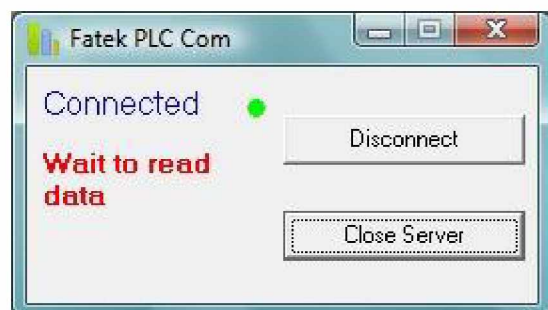 Fatek PLC Com
Connected
Disconnect
Wait to read
data
Close Server